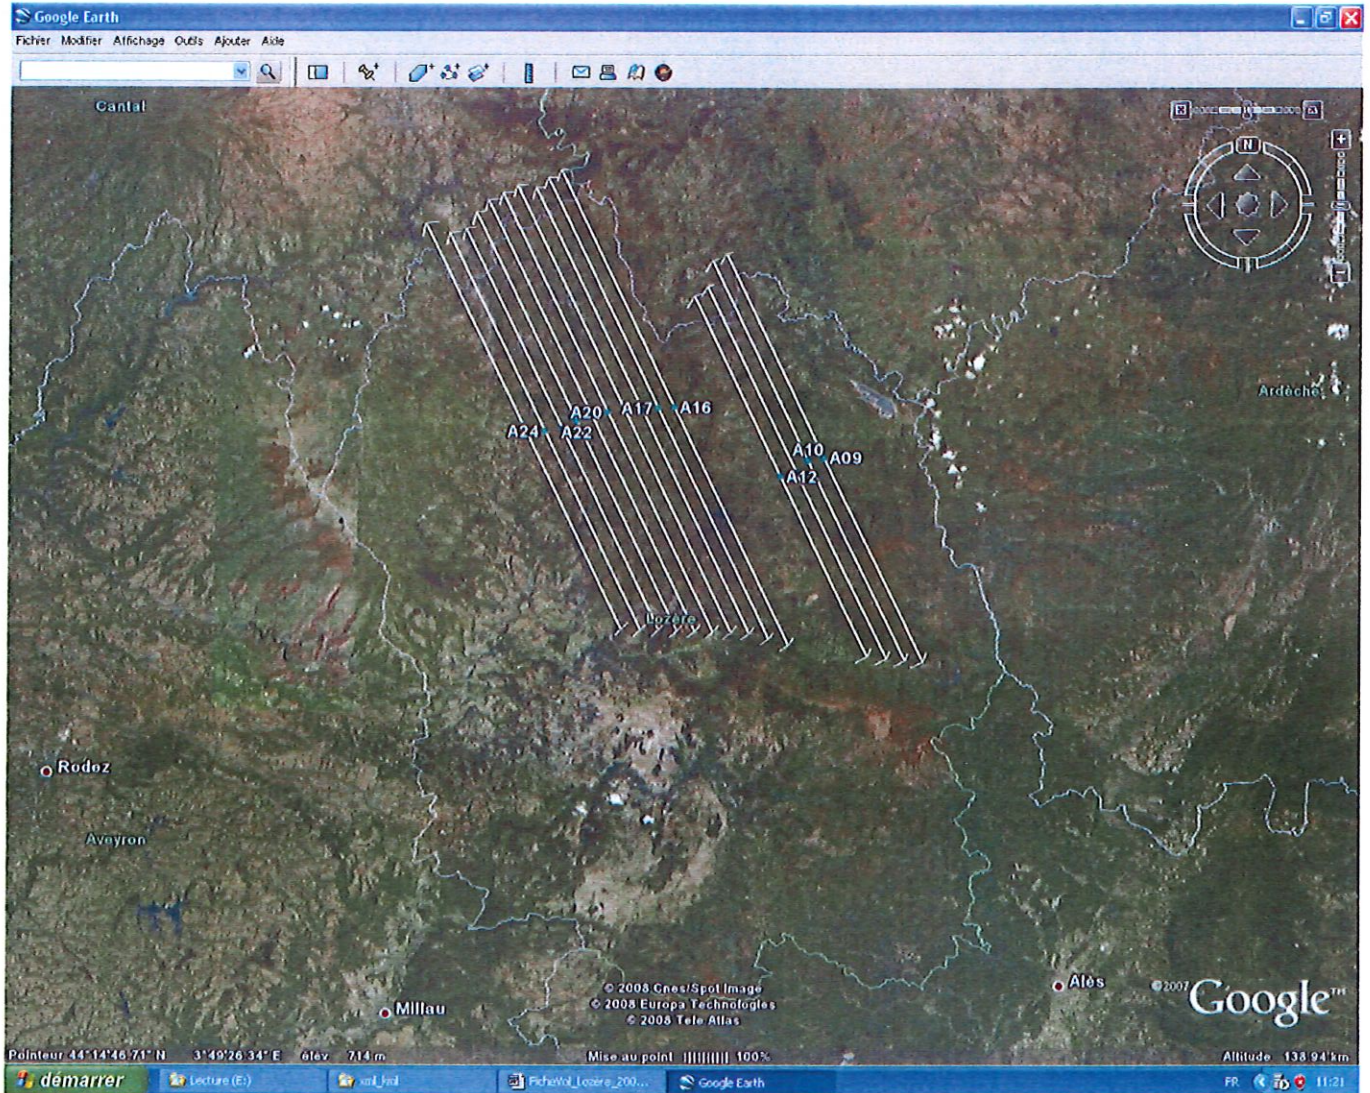 Google Earth
Fichier Modifier Affichage Outils Ajouter Aide
Cantal
N
Ardèche
A20 A17 A16
A24 A22
A10 A09
A12
Lozère
Rodez
Aveyron
© 2008 Cnes/Spot Image
© 2008 Europa Technologies
© 2008 Tele Atlas
Millau
Alès
©2007 Google™
Pointeur 44°14'46.71" N 3°49'26.34" E élév 714 m Mise au point 100% Altitude 138.94 km
démarrer Lecture (E:) xml_kml FicheVol_Lozère_200... Google Earth FR 11:21